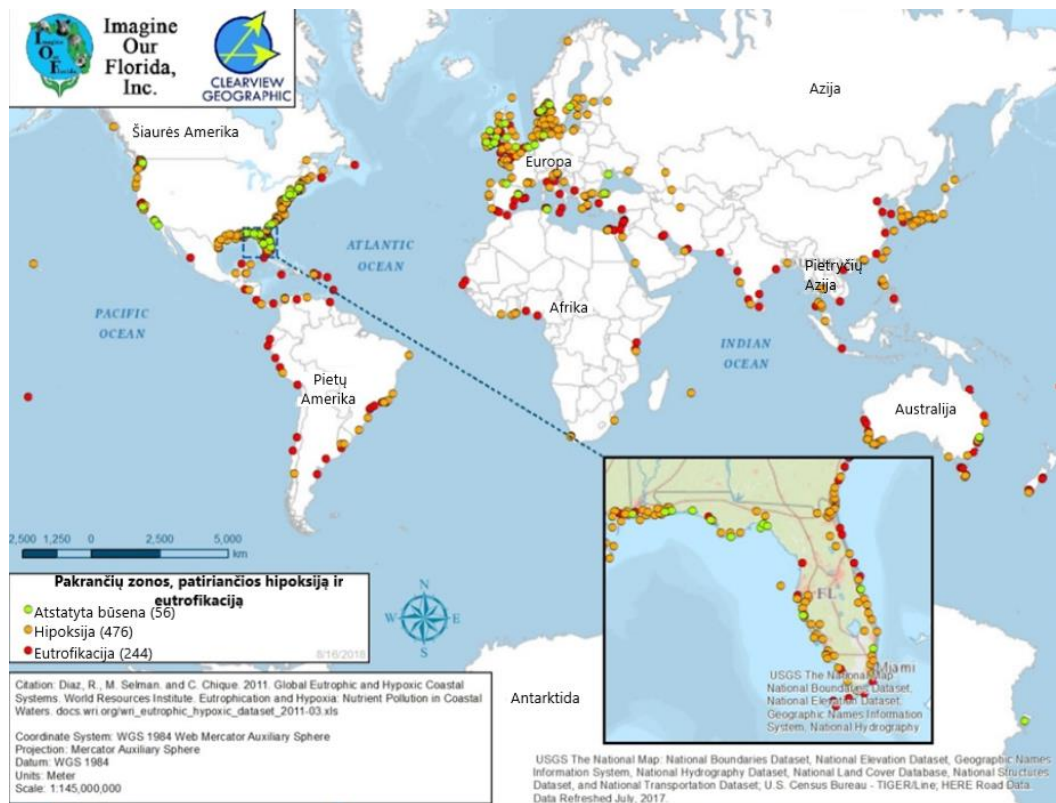 Imagine
Our
Florida,
Inc.
Imagine
I O F
Florida
CLEARVIEW
GEOGRAPHIC
Azija
Šiaurės Amerika
Europa
ATLANTIC
OCEAN
Pietryčių
Azija
Afrika
PACIFIC
OCEAN
INDIAN
OCEAN
Pietų
Amerika
Australija
2,500 1,250 0 2,500 5,000
km
Pakrančių zonos, patiriančios hipoksiją ir
eutrofikaciją
Atstatyta būsena (56)
Hipoksija (476)
Eutrofikacija (244)
8/16/2018
N
W E
S
FL
Miami
USGS The National Map:
National Boundaries Dataset,
National Elevation Dataset,
Geographic Names Information
System, National Hydrography
Antarktida
Citation: Diaz, R., M. Selman. and C. Chique. 2011. Global Eutrophic and Hypoxic Coastal
Systems. World Resources Institute. Eutrophication and Hypoxia: Nutrient Pollution in Coastal
Waters. docs.wri.org/wri_eutrophic_hypoxic_dataset_2011-03.xls
Coordinate System: WGS 1984 Web Mercator Auxiliary Sphere
Projection: Mercator Auxiliary Sphere
Datum: WGS 1984
Units: Meter
Scale: 1:145,000,000
USGS The National Map: National Boundaries Dataset, National Elevation Dataset, Geographic Names
Information System, National Hydrography Dataset, National Land Cover Database, National Structures
Dataset, and National Transportation Dataset; U.S. Census Bureau - TIGER/Line; HERE Road Data.
Data Refreshed July, 2017.